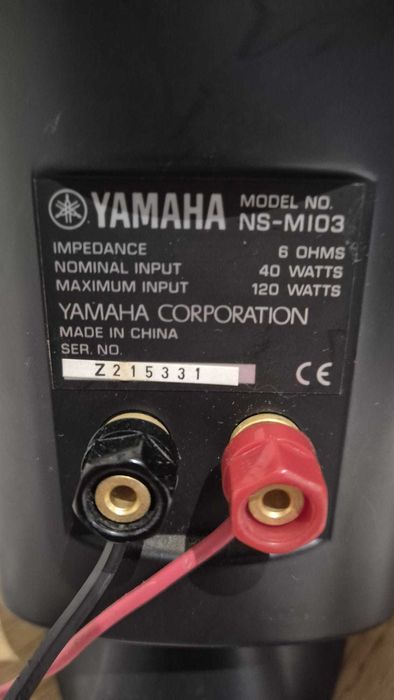 YAMAHA MODEL NO. NS-M103
IMPEDANCE 6 OHMS
NOMINAL INPUT 40 WATTS
MAXIMUM INPUT 120 WATTS
YAMAHA CORPORATION
MADE IN CHINA
SER. NO.
Z215331
CE